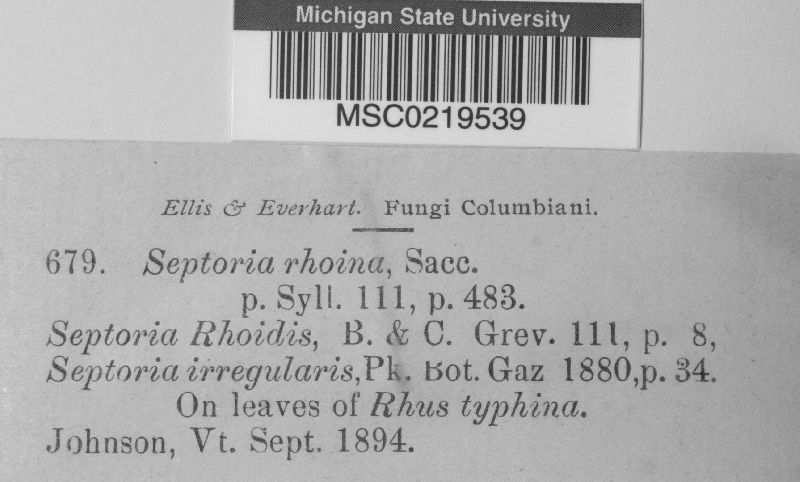 Michigan State University
MSC0219539
Ellis & Everhart. Fungi Columbiani.
679. Septoria rhoina, Sacc.
p. Syll. 111, p. 483.
Septoria Rhoidis, B. & C. Grev. 111, p. 8,
Septoria irregularis,Pk. Bot. Gaz 1880,p. 34.
On leaves of Rhus typhina.
Johnson, Vt. Sept. 1894.